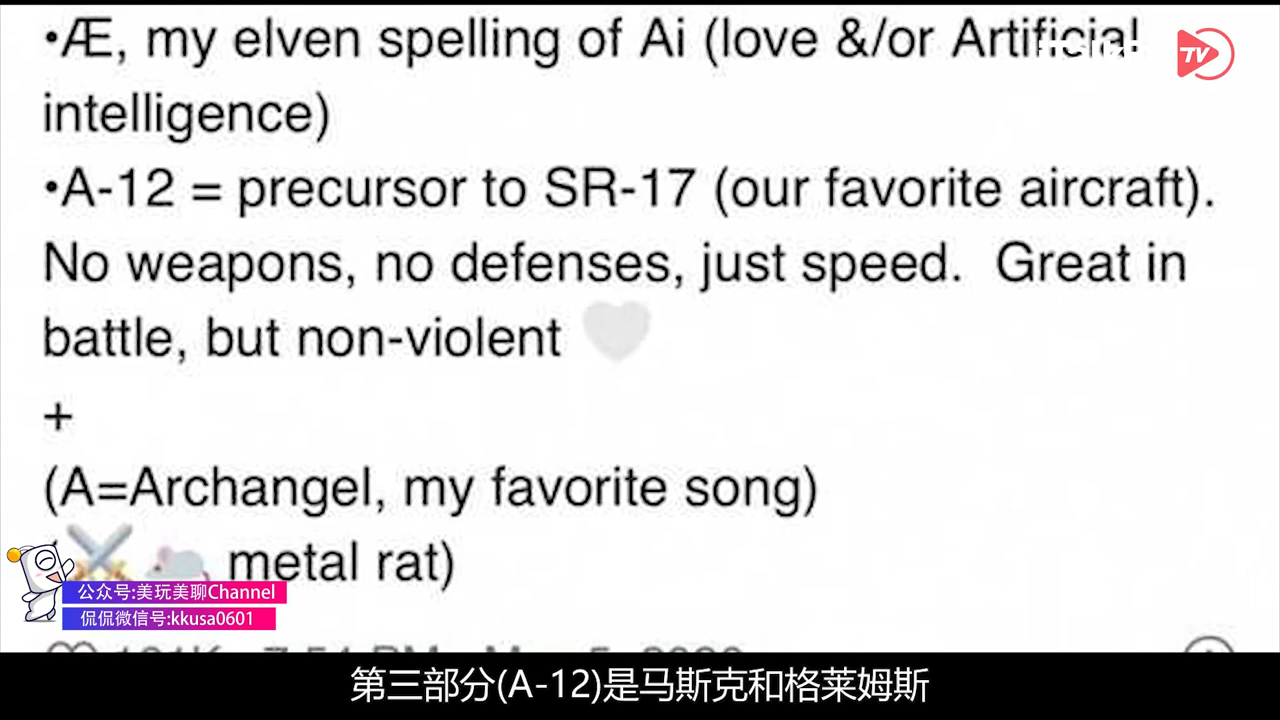 •Æ, my elven spelling of Ai (love &/or Artificial
TV
intelligence)
•A-12 = precursor to SR-17 (our favorite aircraft).
No weapons, no defenses, just speed.  Great in
battle, but non-violent 🤍
+
(A=Archangel, my favorite song)
⚔️🐁 metal rat)
公众号:美玩美聊Channel
侃侃微信号:kkusa0601
第三部分(A-12)是马斯克和格莱姆斯